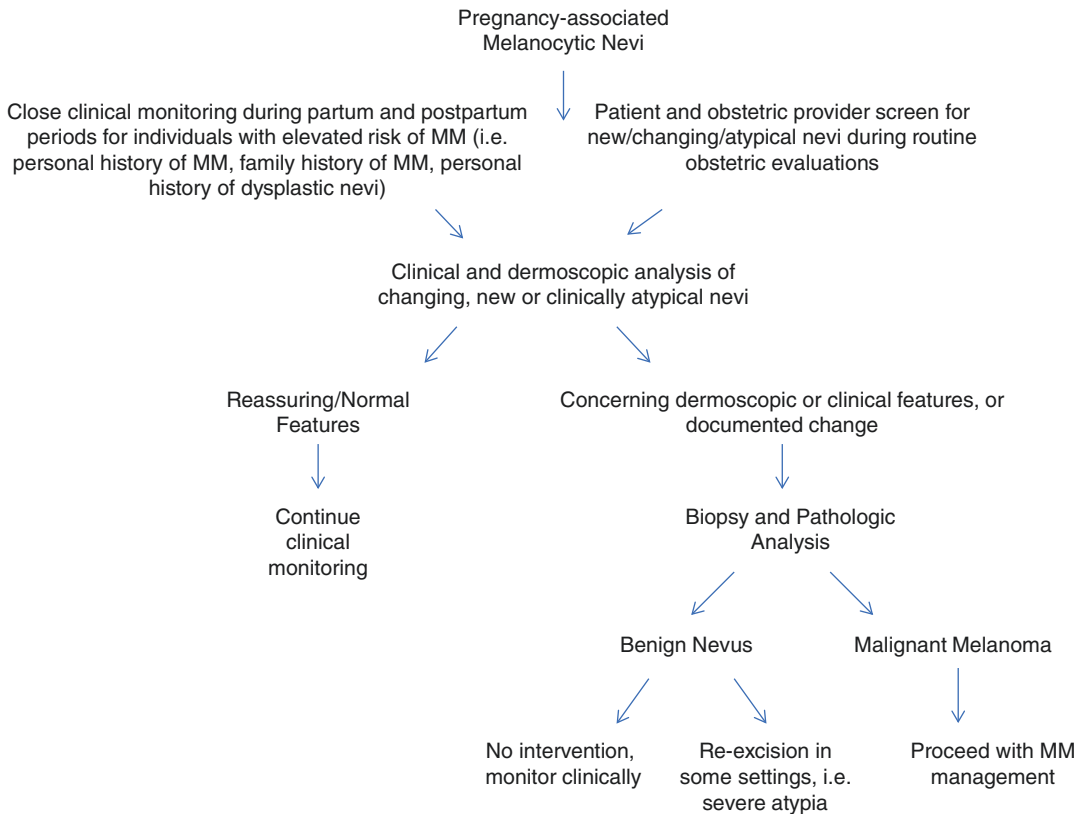 Pregnancy-associated
Melanocytic Nevi
Close clinical monitoring during partum and postpartum
periods for individuals with elevated risk of MM (i.e.
personal history of MM, family history of MM, personal
history of dysplastic nevi)
Patient and obstetric provider screen for
new/changing/atypical nevi during routine
obstetric evaluations
Clinical and dermoscopic analysis of
changing, new or clinically atypical nevi
Reassuring/Normal
Features
Concerning dermoscopic or clinical features, or
documented change
Continue
clinical
monitoring
Biopsy and Pathologic
Analysis
Benign Nevus
Malignant Melanoma
No intervention,
monitor clinically
Re-excision in
some settings, i.e.
severe atypia
Proceed with MM
management